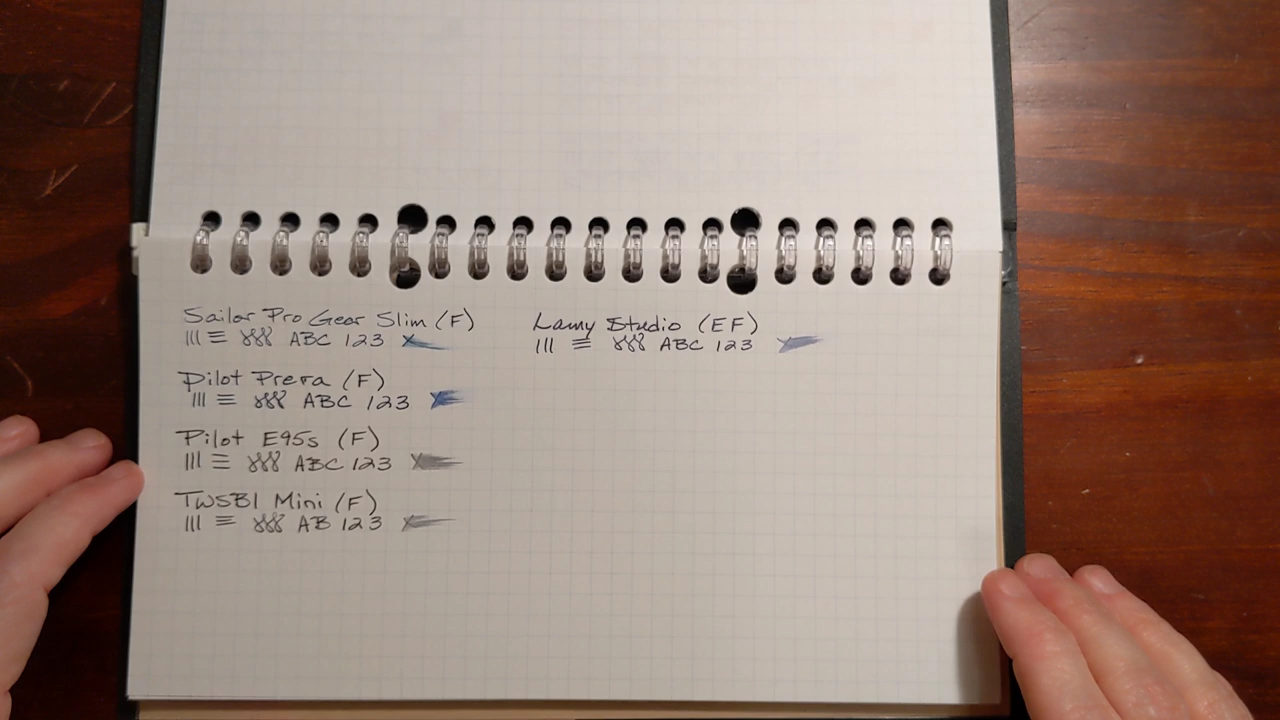 Sailor Pro Gear Slim (F)
ABC 123
Pilot Prera (F)
ABC 123
Pilot E95s (F)
ABC 123
TWSBI Mini (F)
AB 123
Lamy Studio (EF)
ABC 123